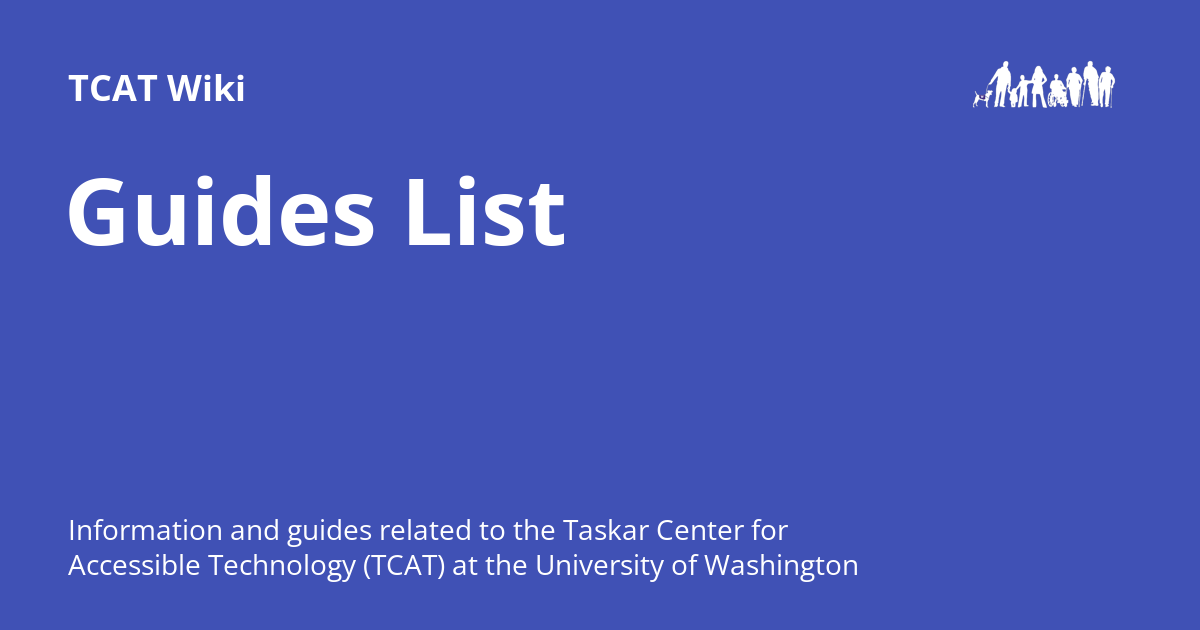 TCAT Wiki
Guides List
Information and guides related to the Taskar Center for
Accessible Technology (TCAT) at the University of Washington